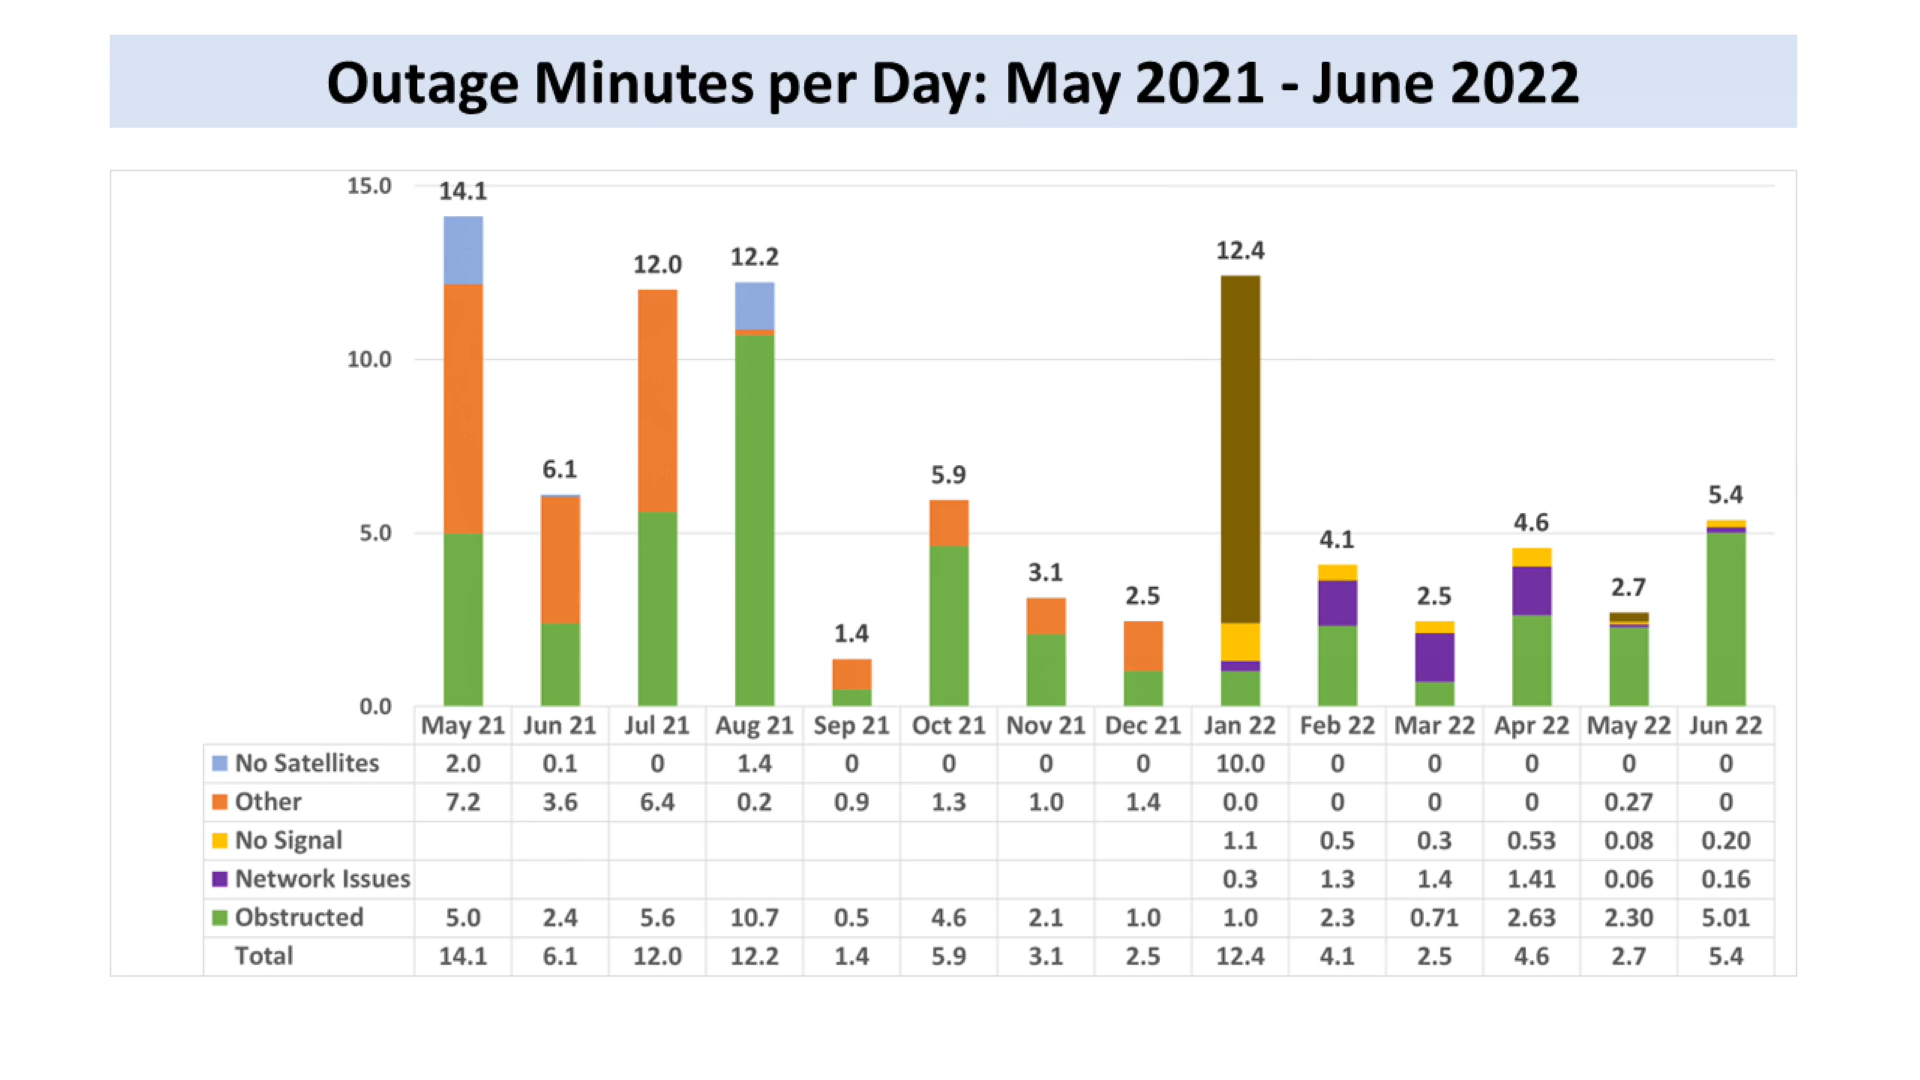 Outage Minutes per Day: May 2021 - June 2022
15.0
10.0
5.0
0.0
14.1 6.1 12.0 12.2 1.4 5.9 3.1 2.5 12.4 4.1 2.5 4.6 2.7 5.4
May 21 Jun 21 Jul 21 Aug 21 Sep 21 Oct 21 Nov 21 Dec 21 Jan 22 Feb 22 Mar 22 Apr 22 May 22 Jun 22
No Satellites 2.0 0.1 0 1.4 0 0 0 0 10.0 0 0 0 0 0
Other 7.2 3.6 6.4 0.2 0.9 1.3 1.0 1.4 0.0 0 0 0 0.27 0
No Signal 1.1 0.5 0.3 0.53 0.08 0.20
Network Issues 0.3 1.3 1.4 1.41 0.06 0.16
Obstructed 5.0 2.4 5.6 10.7 0.5 4.6 2.1 1.0 1.0 2.3 0.71 2.63 2.30 5.01
Total 14.1 6.1 12.0 12.2 1.4 5.9 3.1 2.5 12.4 4.1 2.5 4.6 2.7 5.4